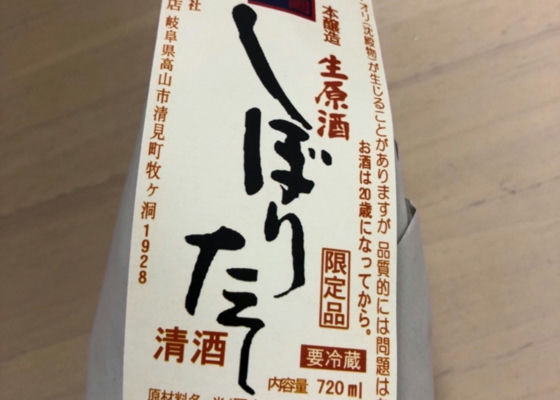 オリ(沈殿物)が生じることがありますが 品質的には問題は
お酒は20歳になってから。
本醸造
生原酒
しぼりたて
限定品
清酒
要冷蔵
内容量 720ml
原材料名
社
店 岐阜県高山市清見町牧ヶ洞1928